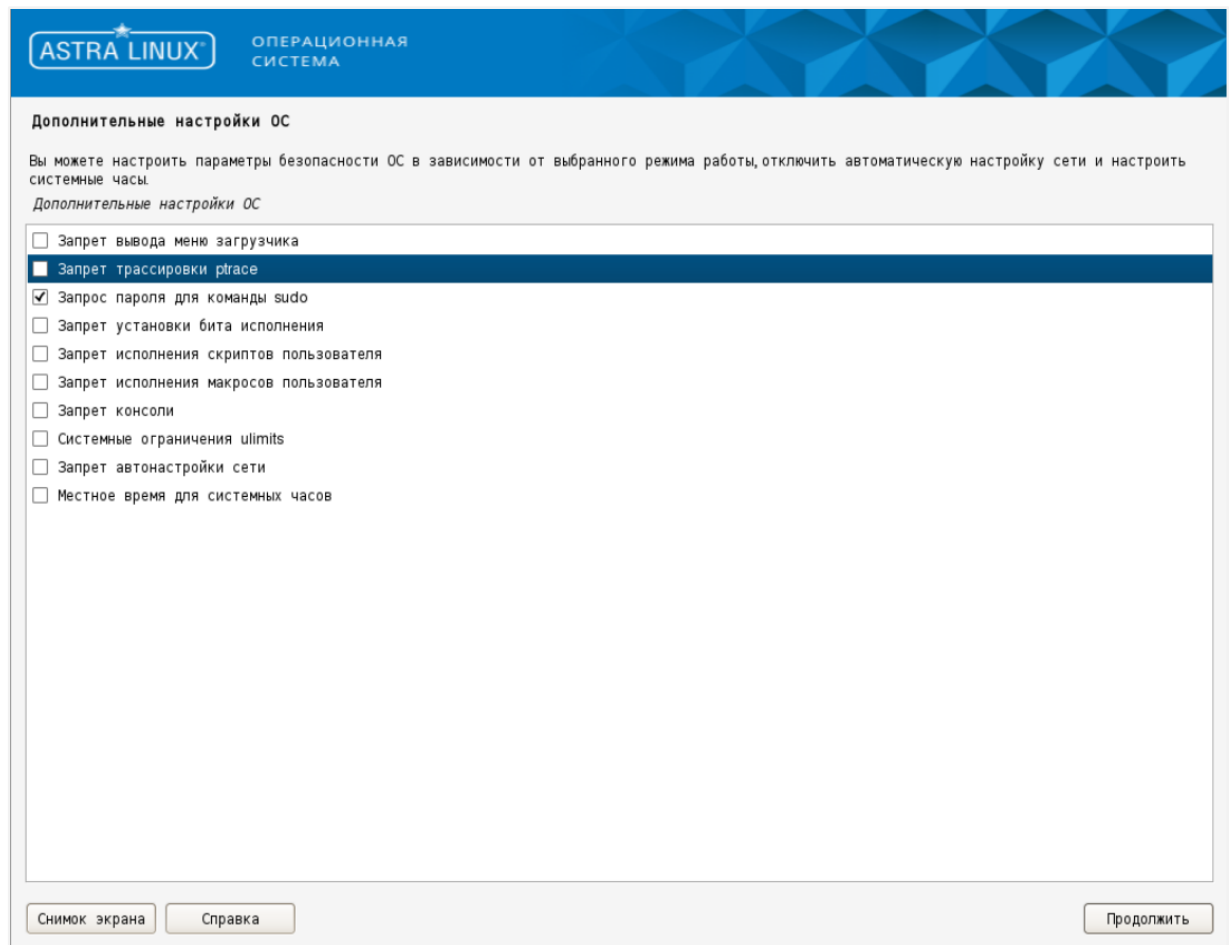 ASTRA LINUX®
ОПЕРАЦИОННАЯ
СИСТЕМА
Дополнительные настройки ОС
Вы можете настроить параметры безопасности ОС в зависимости от выбранного режима работы, отключить автоматическую настройку сети и настроить
системные часы.
Дополнительные настройки ОС
Запрет вывода меню загрузчика
Запрет трассировки ptrace
Запрос пароля для команды sudo
Запрет установки бита исполнения
Запрет исполнения скриптов пользователя
Запрет исполнения макросов пользователя
Запрет консоли
Системные ограничения ulimits
Запрет автонастройки сети
Местное время для системных часов
Снимок экрана
Справка
Продолжить